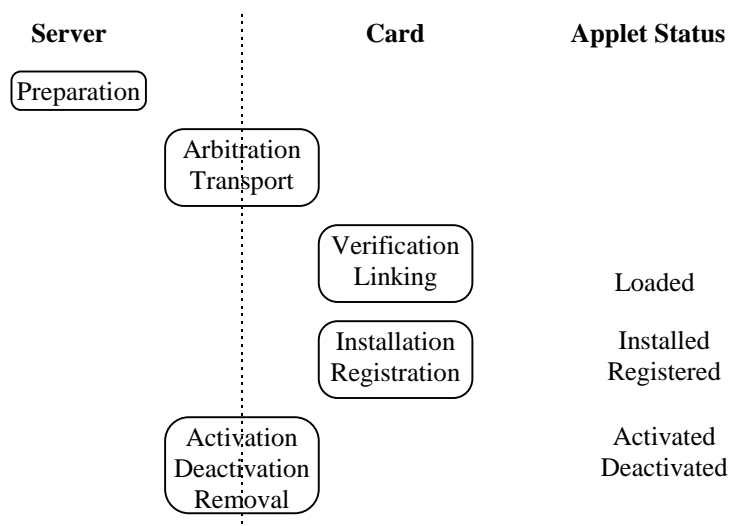 Server Card Applet Status
Preparation
Arbitration
Transport
Verification
Linking Loaded
Installation Installed
Registration Registered
Activation Activated
Deactivation Deactivated
Removal